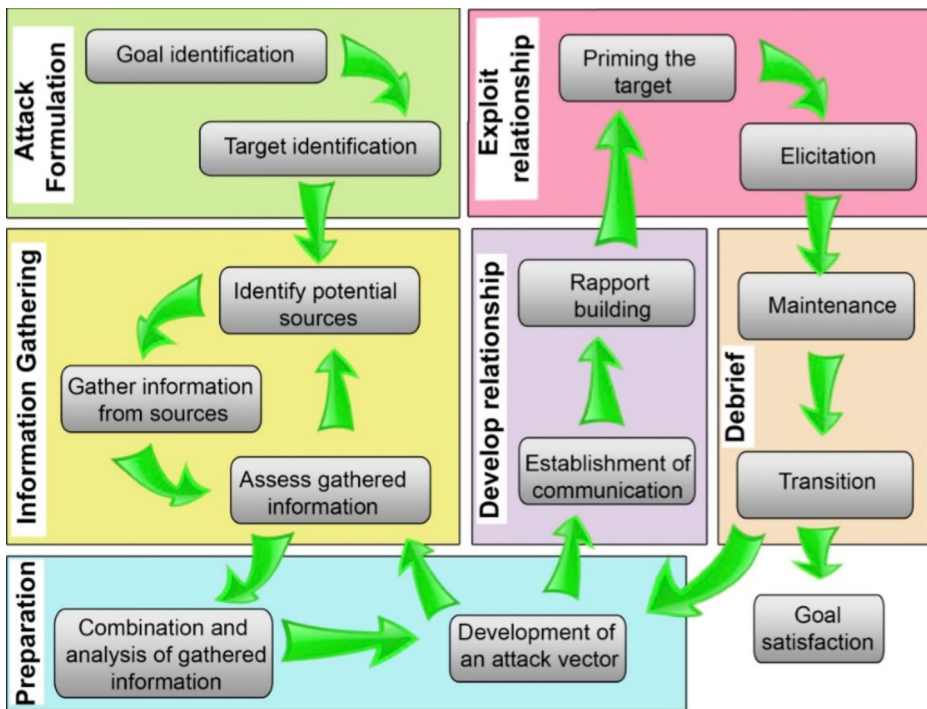 Attack
Formulation
Goal identification
Target identification
Exploit
relationship
Priming the
target
Elicitation
Information Gathering
Identify potential
sources
Gather information
from sources
Assess gathered
information
Develop relationship
Rapport
building
Establishment of
communication
Debrief
Maintenance
Transition
Preparation
Combination and
analysis of gathered
information
Development of
an attack vector
Goal
satisfaction